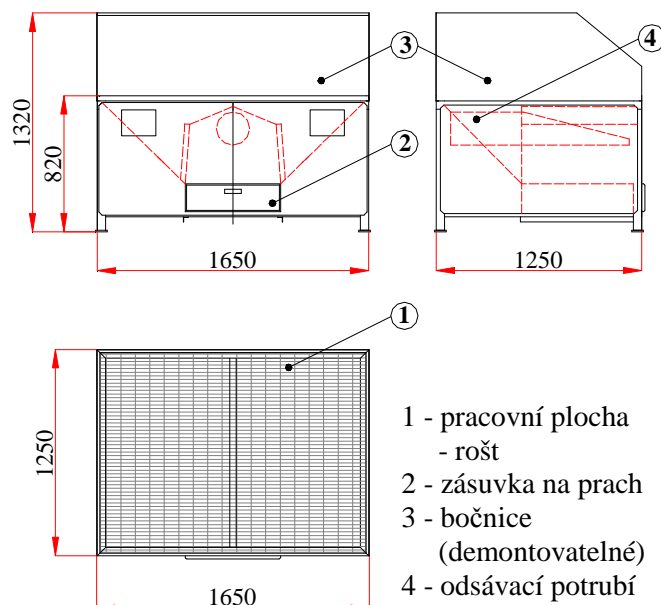 3
4
1320
820
2
1650
1250
1
1250
1650
1 - pracovní plocha
- rošt
2 - zásuvka na prach
3 - bočnice
(demontovatelné)
4 - odsávací potrubí